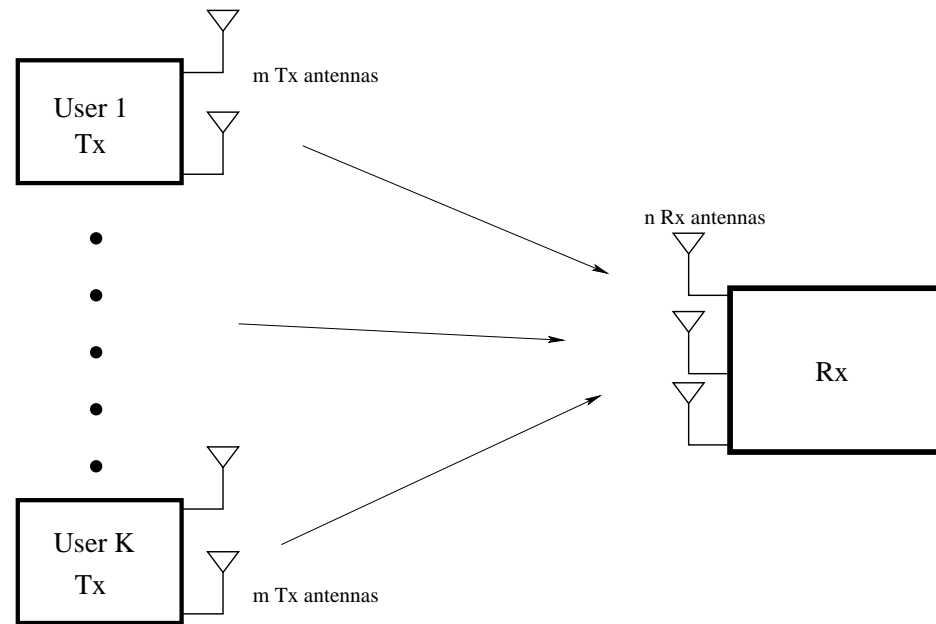 User 1
Tx
m Tx antennas
n Rx antennas
Rx
User K
Tx
m Tx antennas